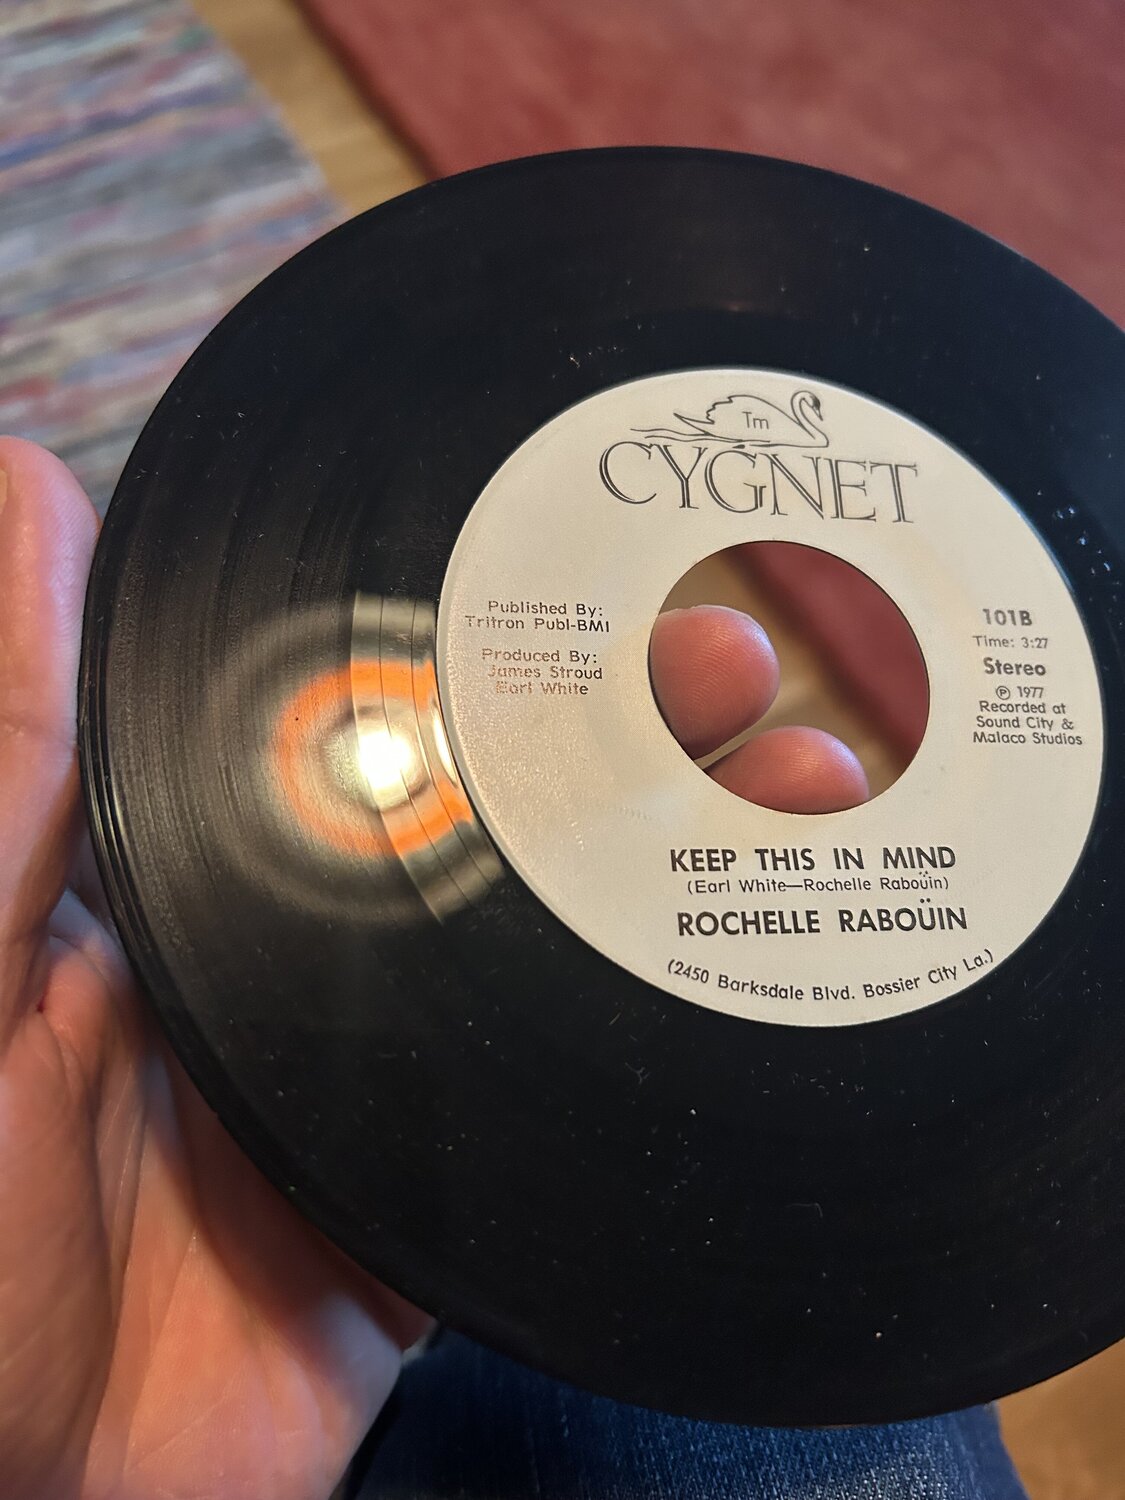 Tm
CYGNET
Published By:
Tritron Publ-BMI
Produced By:
James Stroud
Earl White
101B
Time: 3:27
Stereo
℗ 1977
Recorded at
Sound City &
Malaco Studios
KEEP THIS IN MIND
(Earl White—Rochelle Raboüin)
ROCHELLE RABOÜIN
(2450 Barksdale Blvd. Bossier City La.)